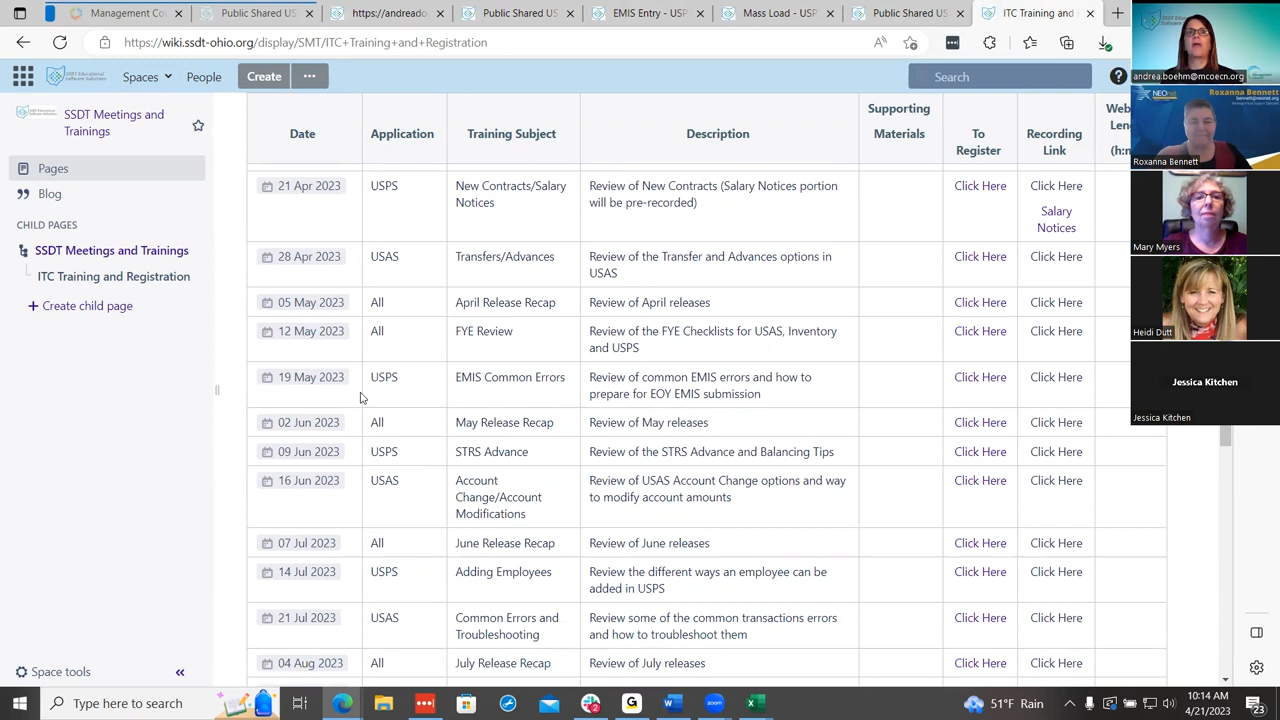 Content Co
Public Shared US
https://createp
SSDT Shared
EMIS Entry - USP
Mass Load - USPS
Public Shared US
ITC Training and
https://wiki.ssdt-ohio.org/display/SMT/ITC+Training+and+Registration
SSDT Educational Software Solutions
Spaces
People
Create
Search
SSDT Meetings and
Trainings
Pages
Blog
CHILD PAGES
SSDT Meetings and Trainings
ITC Training and Registration
+ Create child page
Space tools
Date
Application
Training Subject
Description
Supporting
Materials
To
Register
Recording
Link
21 Apr 2023 USPS New Contracts/Salary Notices Review of New Contracts (Salary Notices portion will be pre-recorded) Click Here Click Here
Salary
Notices
28 Apr 2023 USAS Transfers/Advances Review of the Transfer and Advances options in USAS Click Here Click Here
05 May 2023 All April Release Recap Review of April releases Click Here Click Here
12 May 2023 All FYE Review Review of the FYE Checklists for USAS, Inventory and USPS Click Here Click Here
19 May 2023 USPS EMIS Common Errors Review of common EMIS errors and how to prepare for EOY EMIS submission Click Here Click Here
02 Jun 2023 All May Release Recap Review of May releases Click Here Click Here
09 Jun 2023 USPS STRS Advance Review of the STRS Advance and Balancing Tips Click Here Click Here
16 Jun 2023 USAS Account Change/Account Modifications Review of USAS Account Change options and way to modify account amounts Click Here Click Here
07 Jul 2023 All June Release Recap Review of June releases Click Here Click Here
14 Jul 2023 USPS Adding Employees Review the different ways an employee can be added in USPS Click Here Click Here
21 Jul 2023 USAS Common Errors and Troubleshooting Review some of the common transactions errors and how to troubleshoot them Click Here Click Here
04 Aug 2023 All July Release Recap Review of July releases Click Here Click Here
andrea.boehm@mcoecn.org
NEOnet
Roxanna Bennett
bennett@neonet.org
Roxanna Bennett
Mary Myers
Heidi Dutt
Jessica Kitchen
Jessica Kitchen
Type here to search
zoom
51°F Rain
10:14 AM
4/21/2023
23